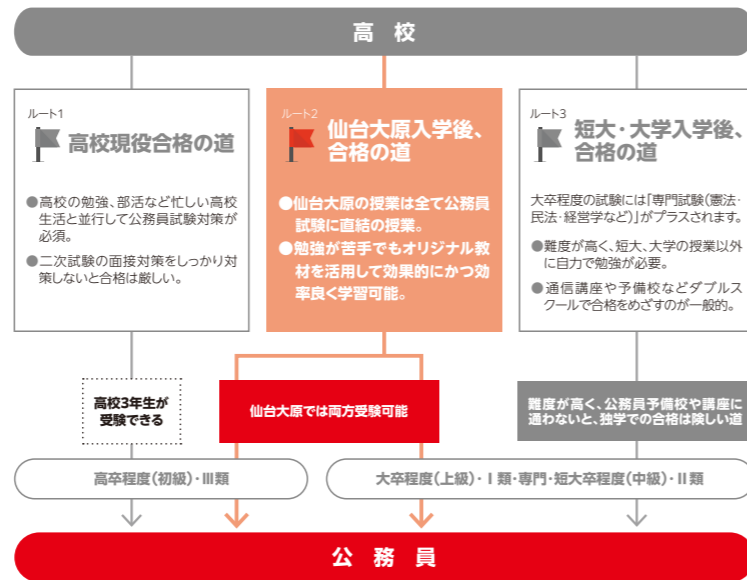 高校
ルート1
高校現役合格の道
●高校の勉強、部活など忙しい高校
生活と並行して公務員試験対策が
必須。
●二次試験の面接対策をしっかり対
策しないと合格は厳しい。
ルート2
仙台大原入学後、
合格の道
●仙台大原の授業は全て公務員
試験に直結の授業。
●勉強が苦手でもオリジナル教
材を活用して効果的にかつ効
率良く学習可能。
ルート3
短大・大学入学後、
合格の道
大卒程度の試験には「専門試験(憲法・
民法・経営学など)」がプラスされます。
●難度が高く、短大、大学の授業以外
に自力で勉強が必要。
●通信講座や予備校などダブルス
クールで合格をめざすのが一般的。
高校3年生が
受験できる
仙台大原では両方受験可能
難度が高く、公務員予備校や講座に
通わないと、独学での合格は険しい道
高卒程度(初級)・Ⅲ類
大卒程度(上級)・Ⅰ類・専門・短大卒程度(中級)・Ⅱ類
公務員